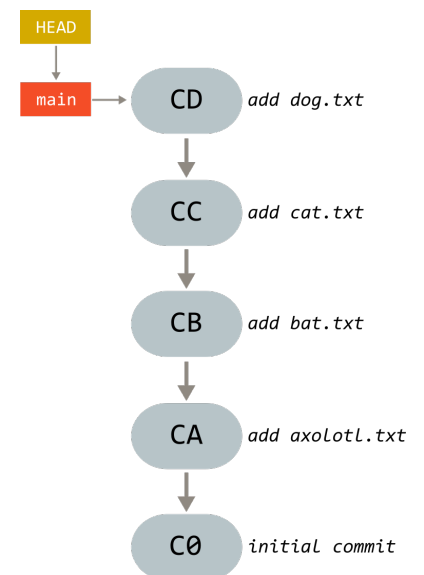 HEAD
main
CD add dog.txt
CC add cat.txt
CB add bat.txt
CA add axolotl.txt
C0 initial commit